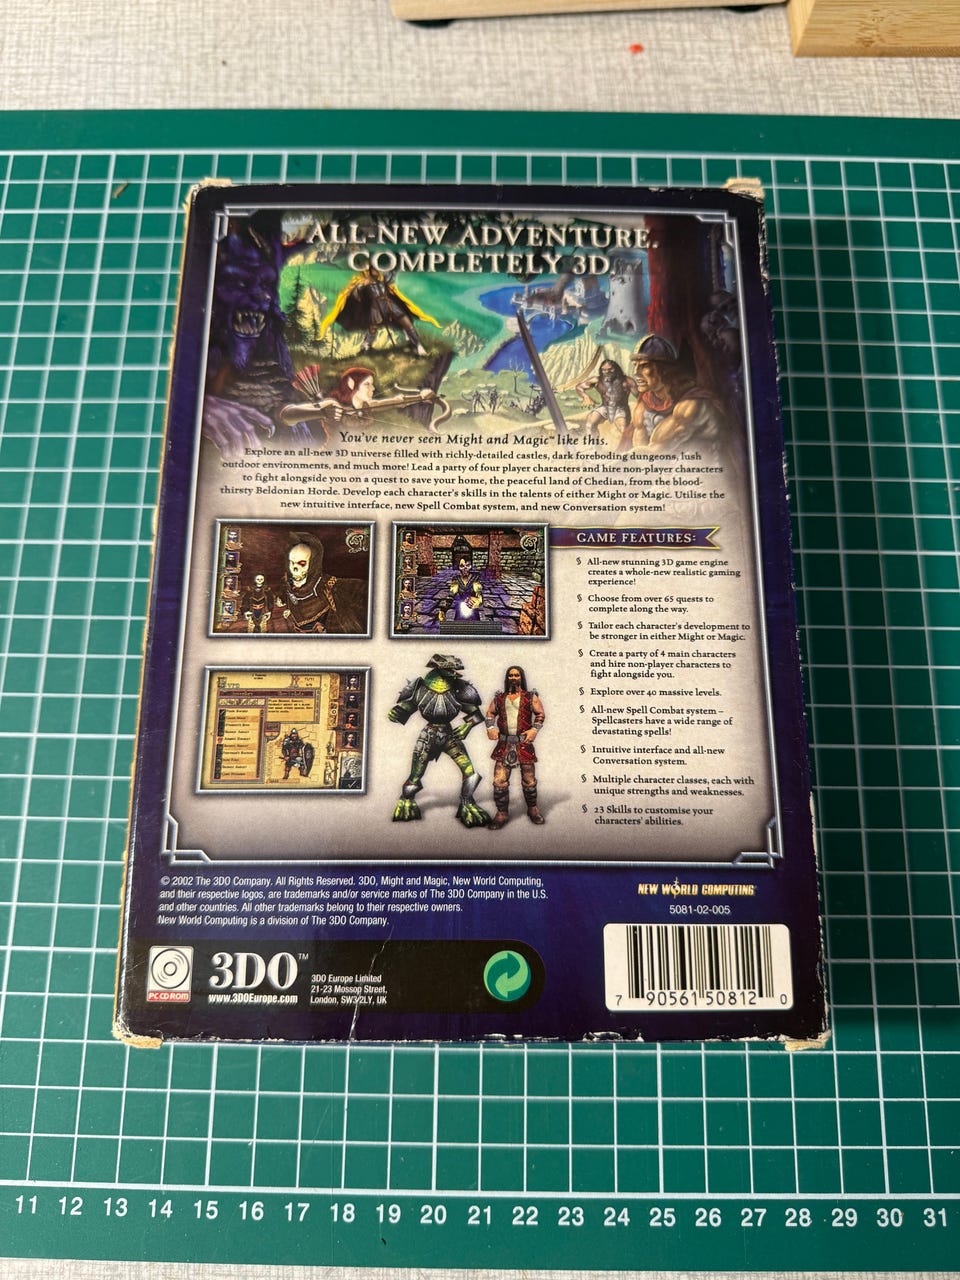 ALL-NEW ADVENTURE.
COMPLETELY 3D.
You've never seen Might and Magic™ like this.
Explore an all-new 3D universe filled with richly-detailed castles, dark foreboding dungeons, lush
outdoor environments, and much more! Lead a party of four player characters and hire non-player characters
to fight alongside you on a quest to save your home, the peaceful land of Chedian, from the blood-
thirsty Beldonian Horde. Develop each character's skills in the talents of either Might or Magic. Utilise the
new intuitive interface, new Spell Combat system, and new Conversation system!
GAME FEATURES:
All-new stunning 3D game engine
creates a whole-new realistic gaming
experience!
Choose from over 65 quests to
complete along the way.
Tailor each character's development to
be stronger in either Might or Magic.
Create a party of 4 main characters
and hire non-player characters to
fight alongside you.
Explore over 40 massive levels.
All-new Spell Combat system –
Spellcasters have a wide range of
devastating spells!
Intuitive interface and all-new
Conversation system.
Multiple character classes, each with
unique strengths and weaknesses.
23 Skills to customise your
characters' abilities.
© 2002 The 3DO Company. All Rights Reserved. 3DO, Might and Magic, New World Computing,
and their respective logos, are trademarks and/or service marks of The 3DO Company in the U.S.
and other countries. All other trademarks belong to their respective owners.
New World Computing is a division of The 3DO Company.
NEW WORLD COMPUTING
5081-02-005
PC CD ROM
3DO™
www.3DOEurope.com
3DO Europe Limited
21-23 Mossop Street,
London, SW3 2LY, UK
7 90561 50812 0
11 12 13 14 15 16 17 18 19 20 21 22 23 24 25 26 27 28 29 30 31